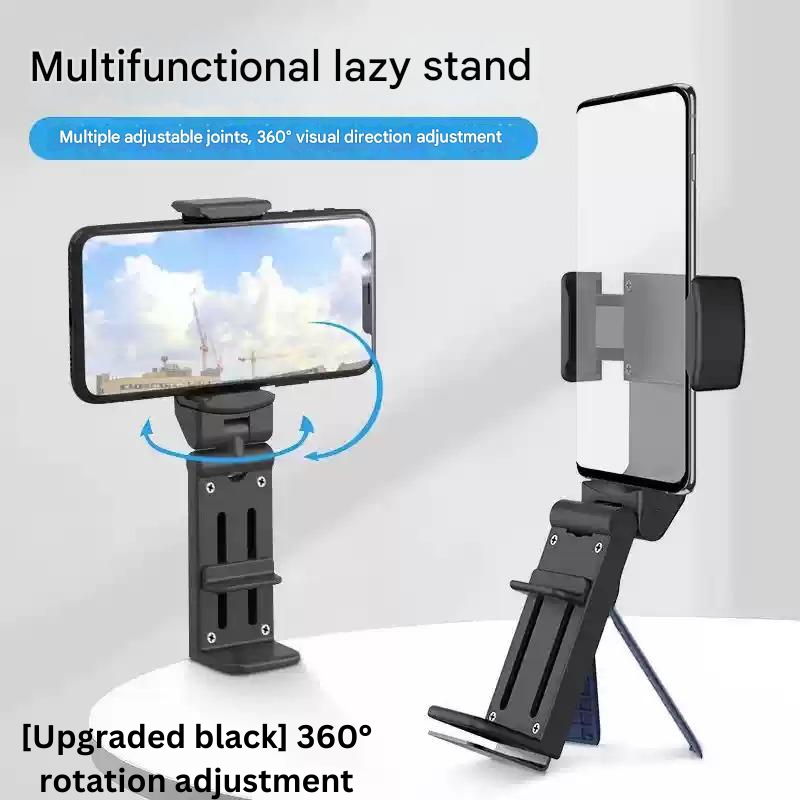 Multifunctional lazy stand
Multiple adjustable joints, 360° visual direction adjustment
[Upgraded black] 360°
rotation adjustment